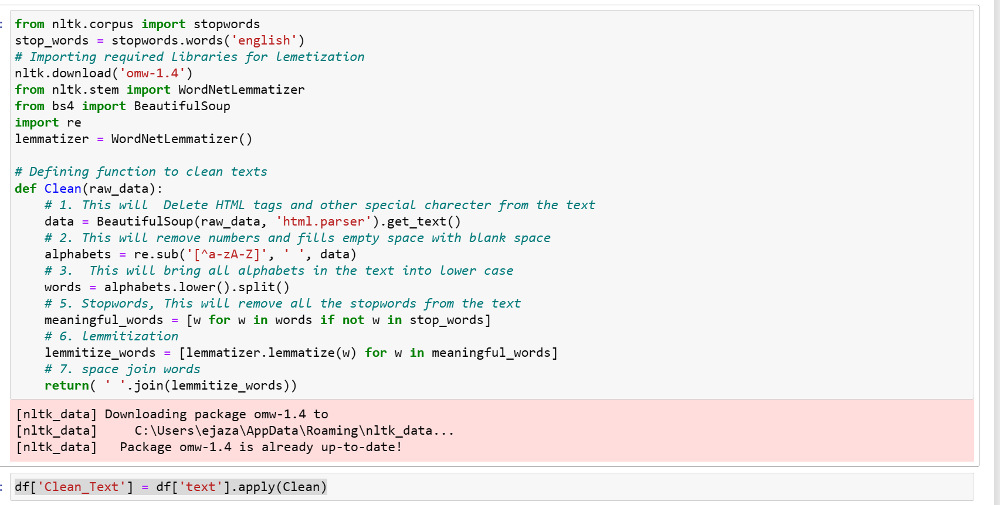 : from nltk.corpus import stopwords
stop_words = stopwords.words('english')
# Importing required Libraries for lemetization
nltk.download('omw-1.4')
from nltk.stem import WordNetLemmatizer
from bs4 import BeautifulSoup
import re
lemmatizer = WordNetLemmatizer()

# Defining function to clean texts
def Clean(raw_data):
    # 1. This will  Delete HTML tags and other special charecter from the text
    data = BeautifulSoup(raw_data, 'html.parser').get_text()
    # 2. This will remove numbers and fills empty space with blank space
    alphabets = re.sub('[^a-zA-Z]', ' ', data)
    # 3.  This will bring all alphabets in the text into lower case
    words = alphabets.lower().split()
    # 5. Stopwords, This will remove all the stopwords from the text
    meaningful_words = [w for w in words if not w in stop_words]
    # 6. lemmitization
    lemmitize_words = [lemmatizer.lemmatize(w) for w in meaningful_words]
    # 7. space join words
    return( ' '.join(lemmitize_words))
[nltk_data] Downloading package omw-1.4 to
[nltk_data]     C:\Users\ejaza\AppData\Roaming\nltk_data...
[nltk_data]   Package omw-1.4 is already up-to-date!
: df['Clean_Text'] = df['text'].apply(Clean)